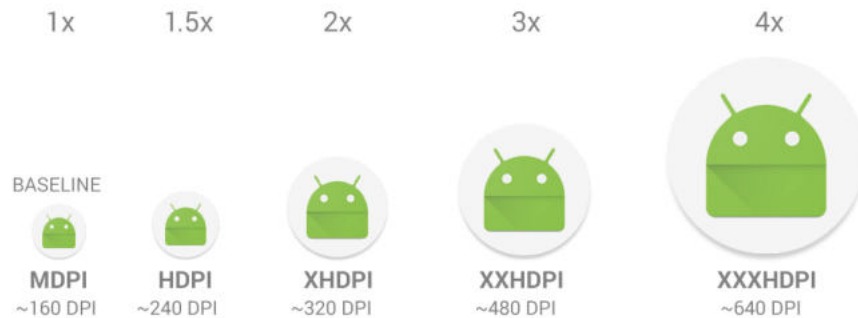 1x 1.5x 2x 3x 4x
BASELINE
MDPI HDPI XHDPI XXHDPI XXXHDPI
~160 DPI ~240 DPI ~320 DPI ~480 DPI ~640 DPI